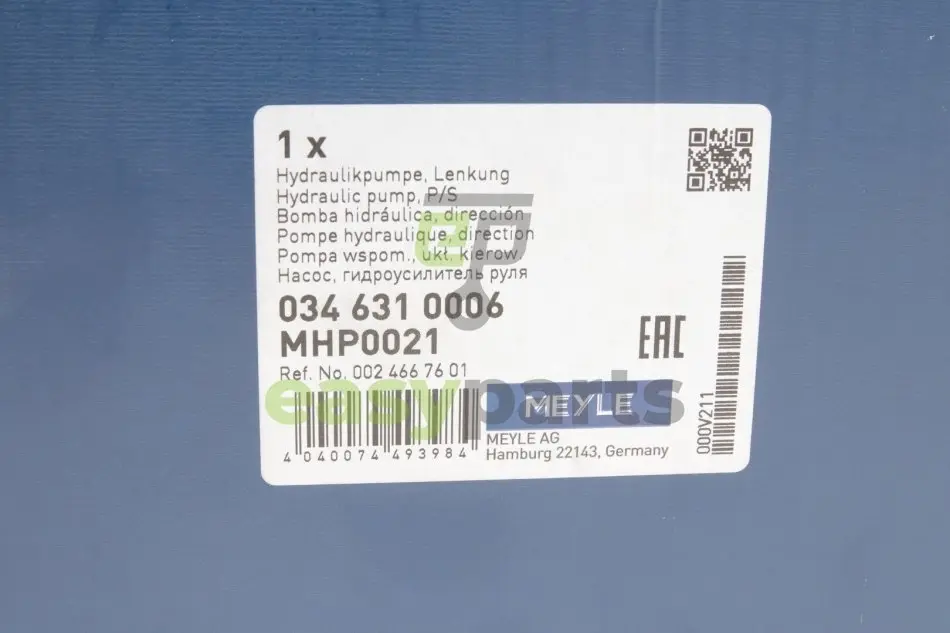 1 x
Hydraulikpumpe, Lenkung
Hydraulic pump, P/S
Bomba hidráulica, dirección
Pompe hydraulique, direction
Pompa wspom., ukł. kierow
Насос, гидроусилитель руля
034 631 0006
MHP0021
Ref. No. 002 466 76 01
EAC
000V211
easyparts
MEYLE
4 040074 493984
MEYLE AG
Hamburg 22143, Germany